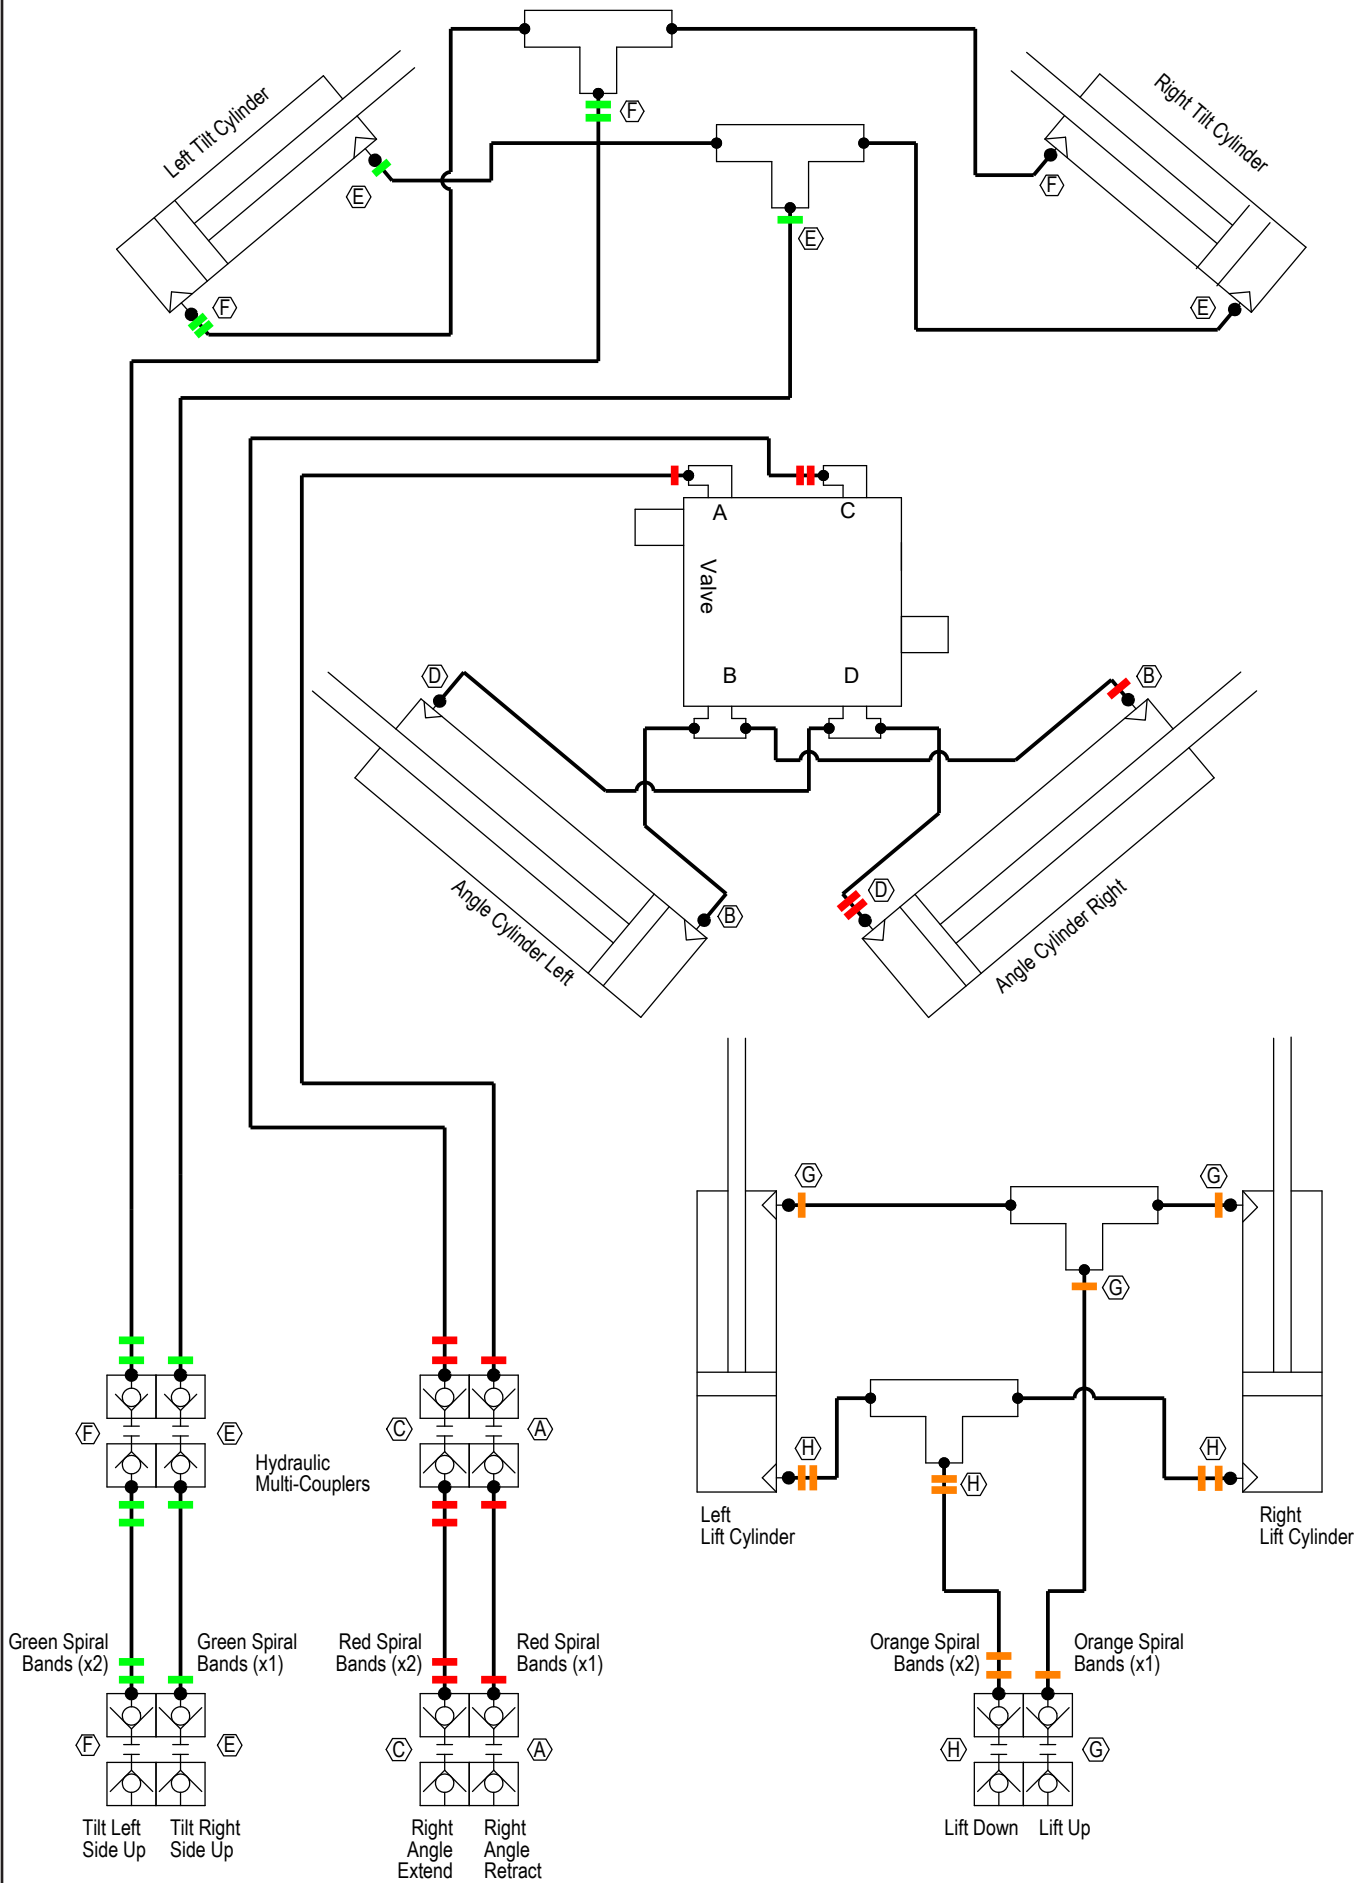 Left Tilt Cylinder
Right Tilt Cylinder
F
E
F
E
F
E
A
C
Valve
B
D
D
B
B
D
Angle Cylinder Left
Angle Cylinder Right
G
G
G
H
H
H
Left
Lift Cylinder
Right
Lift Cylinder
F
E
C
A
Hydraulic
Multi-Couplers
Green Spiral
Bands (x2)
Green Spiral
Bands (x1)
Red Spiral
Bands (x2)
Red Spiral
Bands (x1)
Orange Spiral
Bands (x2)
Orange Spiral
Bands (x1)
F
E
C
A
H
G
Tilt Left
Side Up
Tilt Right
Side Up
Right
Angle
Extend
Right
Angle
Retract
Lift Down
Lift Up